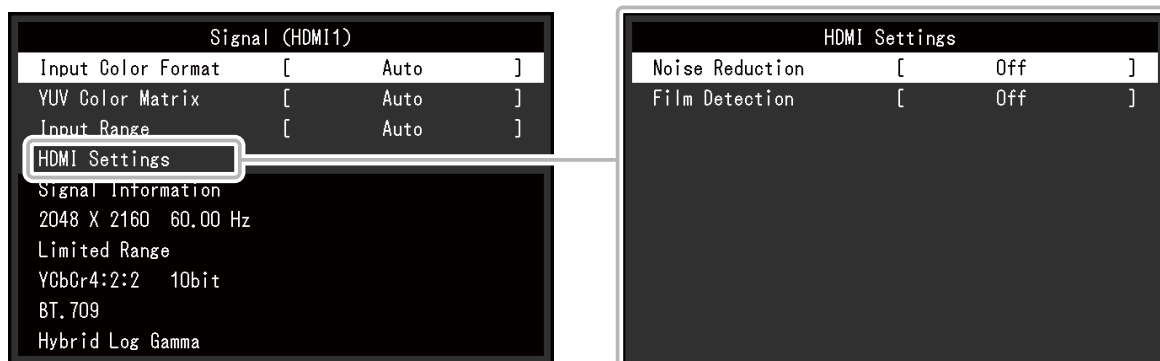 Signal (HDMI1)
Input Color Format [ Auto ]
YUV Color Matrix [ Auto ]
Input Range [ Auto ]
HDMI Settings
Signal Information
2048 X 2160 60.00 Hz
Limited Range
YCbCr4:2:2 10bit
BT.709
Hybrid Log Gamma
HDMI Settings
Noise Reduction [ Off ]
Film Detection [ Off ]